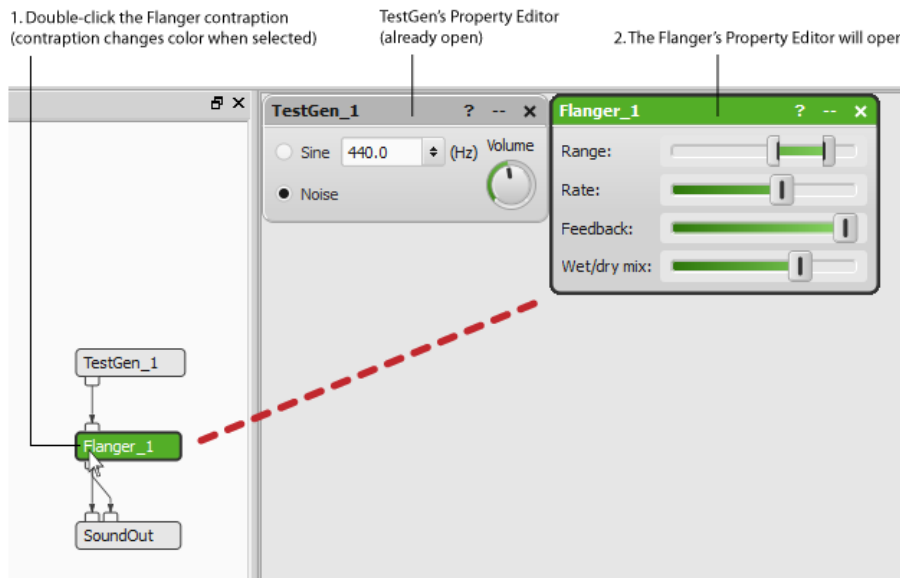 1. Double-click the Flanger contraption
(contraption changes color when selected)
TestGen's Property Editor
(already open)
2. The Flanger's Property Editor will open
TestGen_1 ? -- x
Sine 440.0 (Hz) Volume
Noise
Flanger_1 ? -- x
Range:
Rate:
Feedback:
Wet/dry mix:
TestGen_1
Flanger_1
SoundOut